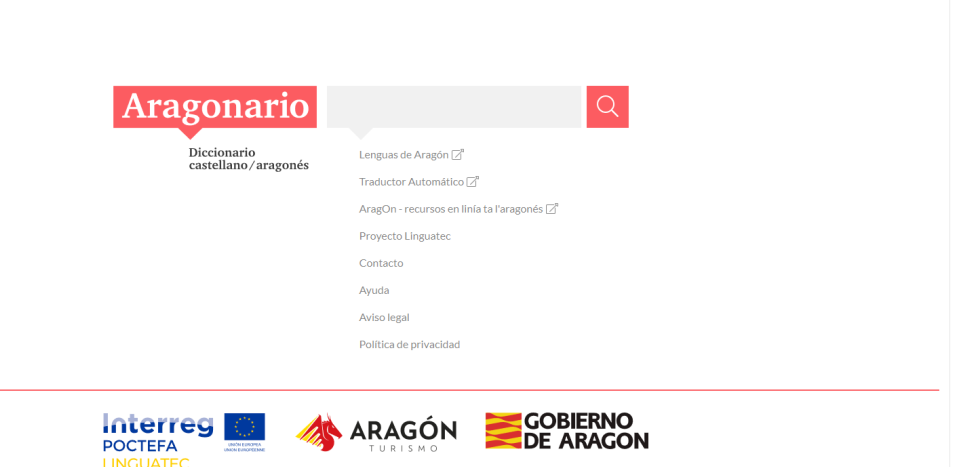 Aragonario
Diccionario
castellano/aragonés
Lenguas de Aragón
Traductor Automático
AragOn - recursos en linía ta l'aragonés
Proyecto Linguatec
Contacto
Ayuda
Aviso legal
Política de privacidad
Interreg
POCTEFA
LINGUATEC
UNIÓN EUROPEA
UNION EUROPÉENNE
ARAGÓN
TURISMO
GOBIERNO
DE ARAGON